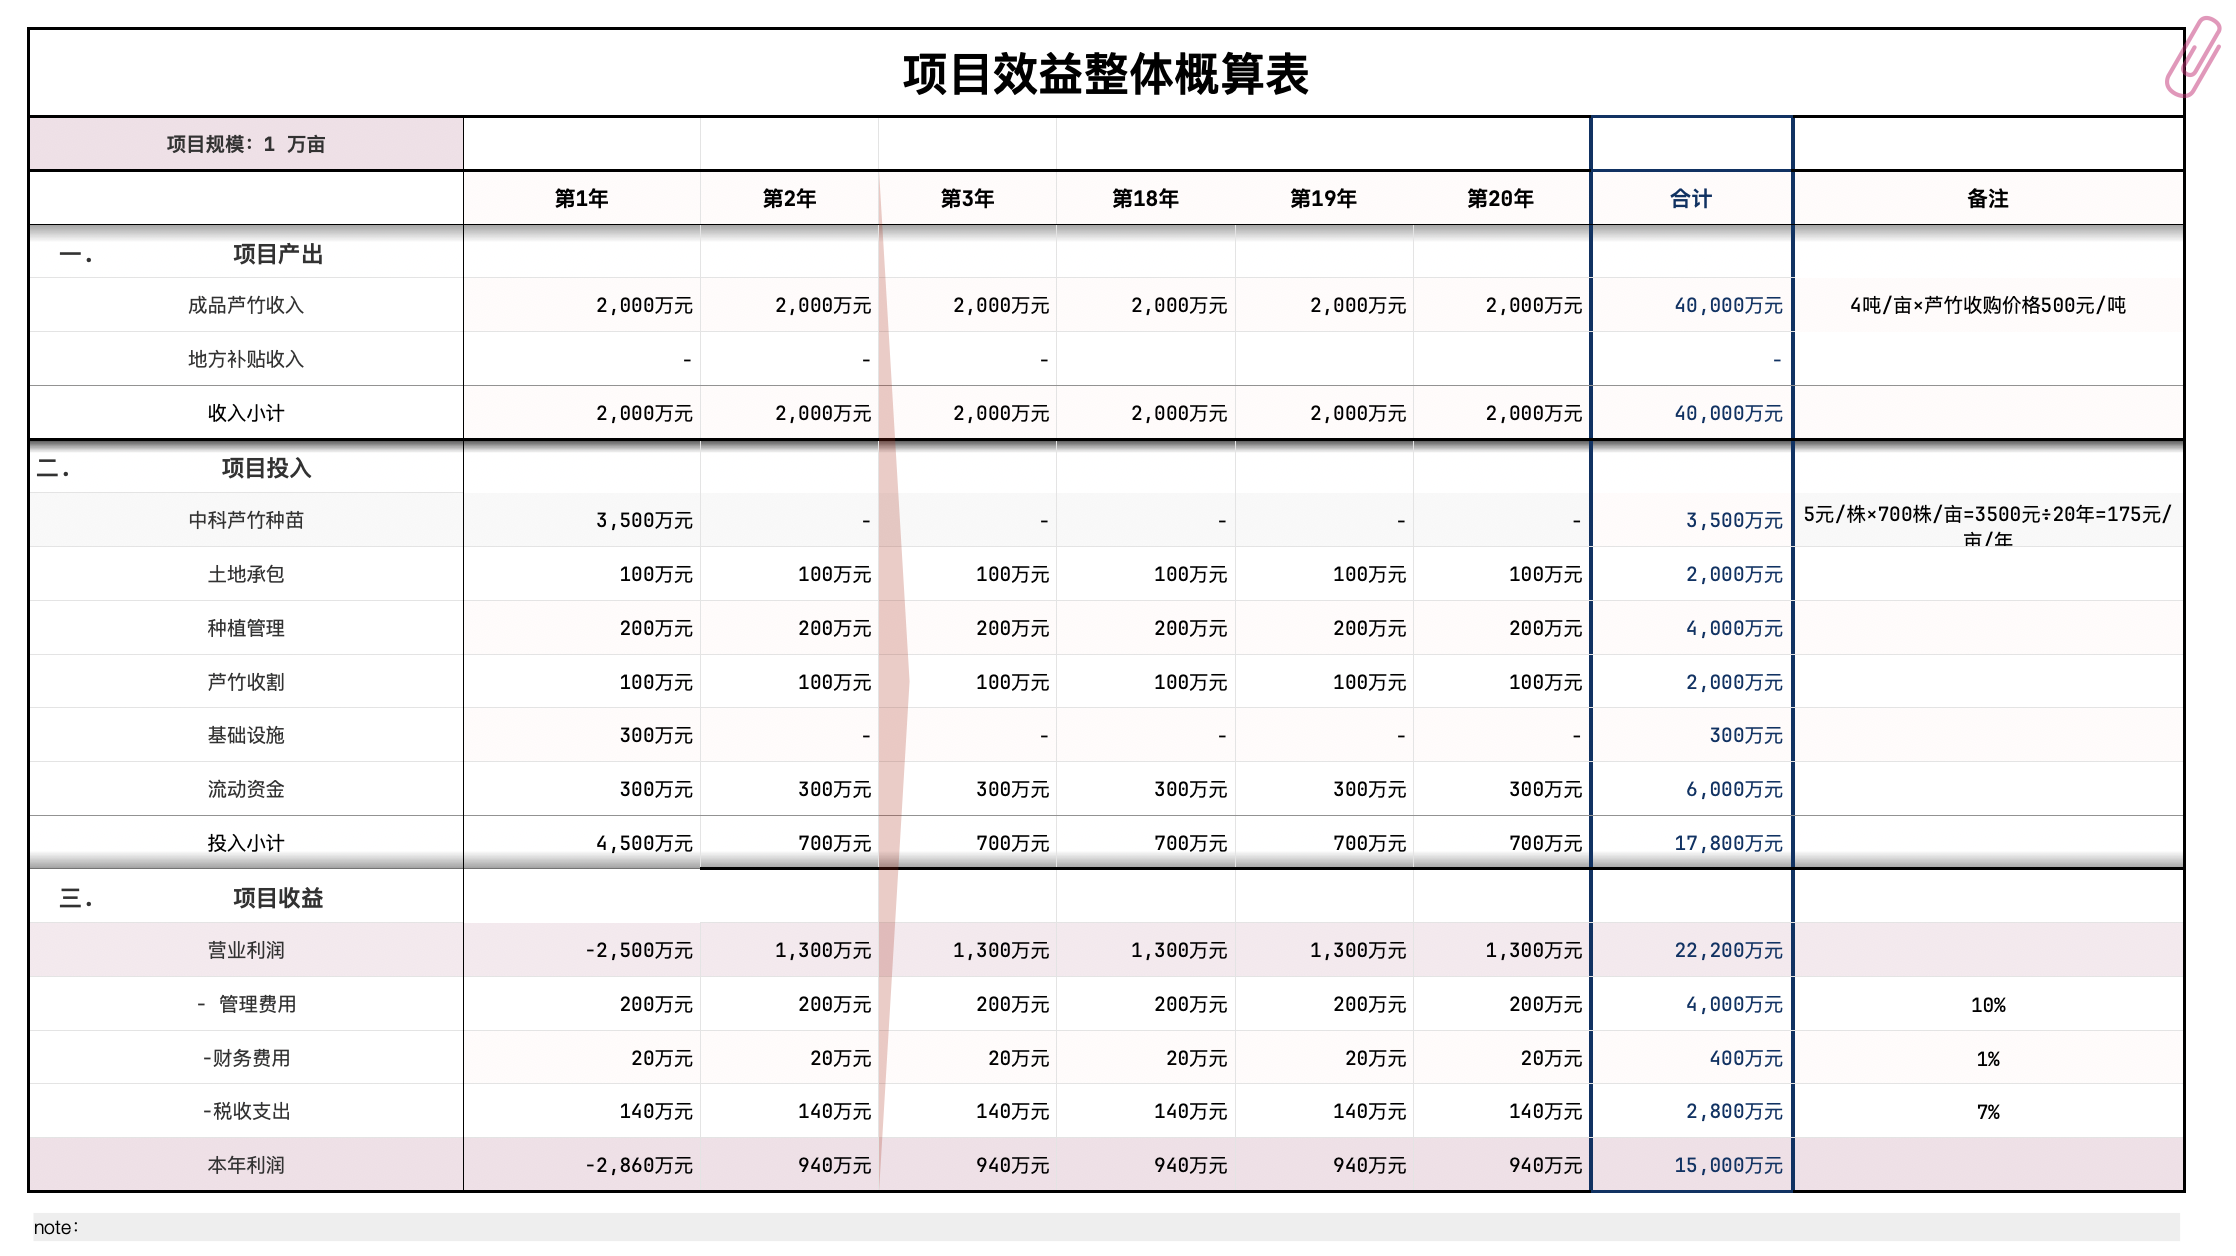 项目效益整体概算表
项目规模：1 万亩
第1年 第2年 第3年 第18年 第19年 第20年 合计 备注
一. 项目产出
成品芦竹收入 2,000万元 2,000万元 2,000万元 2,000万元 2,000万元 2,000万元 40,000万元 4吨/亩×芦竹收购价格500元/吨
地方补贴收入 - - - -
收入小计 2,000万元 2,000万元 2,000万元 2,000万元 2,000万元 2,000万元 40,000万元
二. 项目投入
中科芦竹种苗 3,500万元 - - - - - 3,500万元 5元/株×700株/亩=3500元÷20年=175元/
亩/年
土地承包 100万元 100万元 100万元 100万元 100万元 100万元 2,000万元
种植管理 200万元 200万元 200万元 200万元 200万元 200万元 4,000万元
芦竹收割 100万元 100万元 100万元 100万元 100万元 100万元 2,000万元
基础设施 300万元 - - - - - 300万元
流动资金 300万元 300万元 300万元 300万元 300万元 300万元 6,000万元
投入小计 4,500万元 700万元 700万元 700万元 700万元 700万元 17,800万元
三. 项目收益
营业利润 -2,500万元 1,300万元 1,300万元 1,300万元 1,300万元 1,300万元 22,200万元
- 管理费用 200万元 200万元 200万元 200万元 200万元 200万元 4,000万元 10%
-财务费用 20万元 20万元 20万元 20万元 20万元 20万元 400万元 1%
-税收支出 140万元 140万元 140万元 140万元 140万元 140万元 2,800万元 7%
本年利润 -2,860万元 940万元 940万元 940万元 940万元 940万元 15,000万元
note：